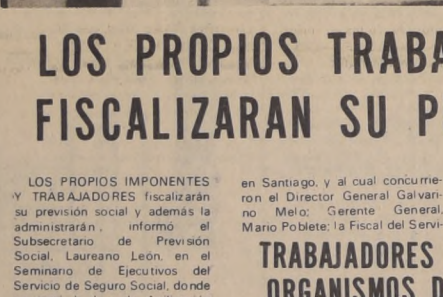 LOS PROPIOS
FISCALIZARAN SU
LOS PROPIOS IMPONENTES
Y TRABAJADORES fiscalizarán
su previsión social y además la
administrarán, informó el
Subsecretario de Previsión
Social, Laureano León, en el
Seminario de Ejecutivos del
Servicio de Seguro Social, donde
en Santiago, y al cual concurrie-
ron el Director General Galvari-
no Melo; Gerente General,
Mario Poblete; la Fiscal del Servi-
TRABAJADORES
ORGANISMOS